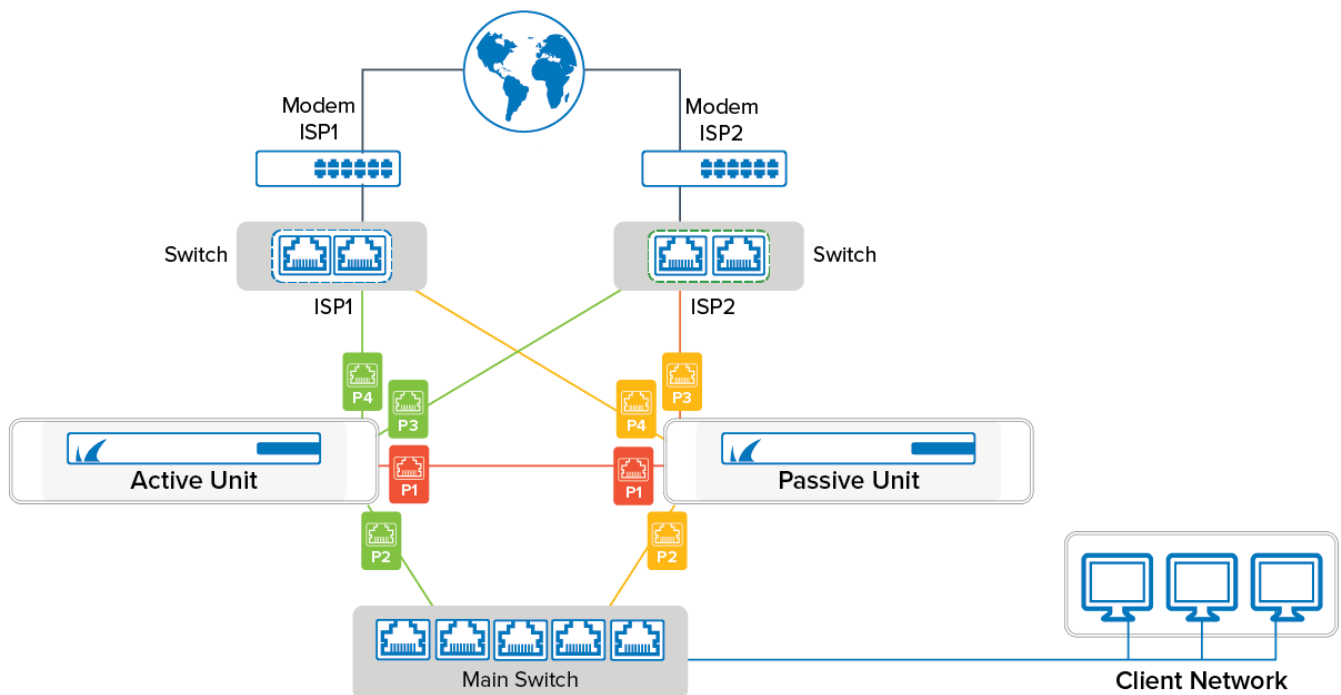 Modem
ISP1
Modem
ISP2
Switch
Switch
ISP1
ISP2
P4
P3
P4
P3
Active Unit
P1
P1
Passive Unit
P2
P2
Main Switch
Client Network